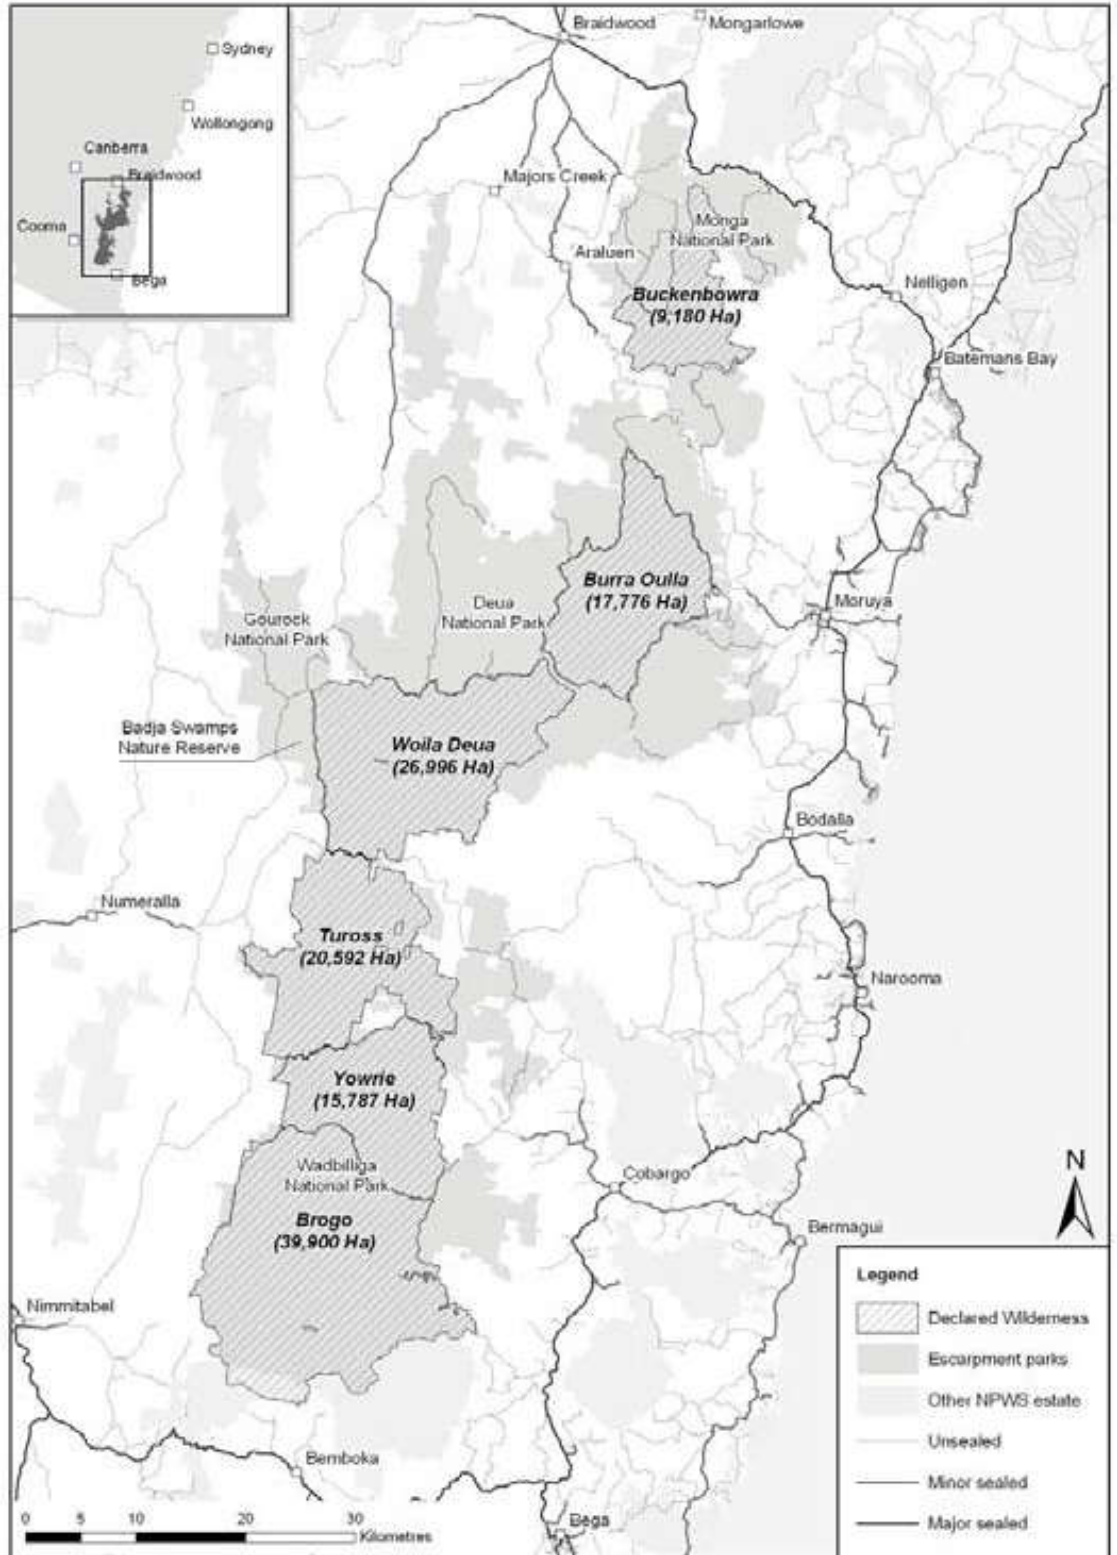 Sydney
Wollongong
Canberra
Braidwood
Cooma
Bega
Braidwood
Mongarlowe
Majors Creek
Araluen
Monga
National Park
Buckenbowra
(9,180 Ha)
Nelligen
Batemans Bay
Burra Oulla
(17,776 Ha)
Deua
National Park
Gourock
National Park
Moruya
Badja Swamps
Nature Reserve
Woila Deua
(26,996 Ha)
Bodalla
Numeralla
Tuross
(20,592 Ha)
Narooma
Yowrie
(15,787 Ha)
Wadbilliga
National Park
Cobargo
Brogo
(39,900 Ha)
Bermagui
N
Nimmitabel
Bemboka
Bega
0 5 10 20 30
Kilometres
Legend
Declared Wilderness
Escarpment parks
Other NPWS estate
Unsealed
Minor sealed
Major sealed